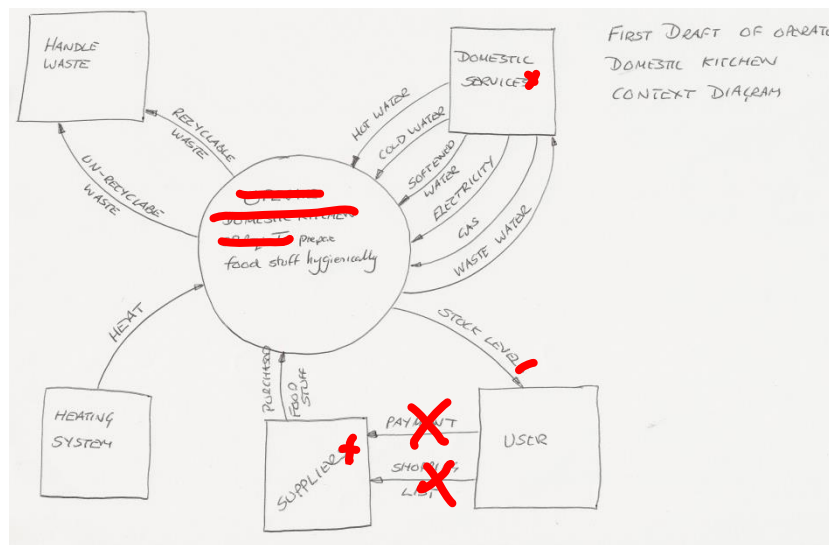 FIRST DRAFT OF OPERATE
DOMESTIC KITCHEN
CONTEXT DIAGRAM
HANDLE
WASTE
DOMESTIC
SERVICES
RECYCLABLE
WASTE
UN-RECYCLABLE
WASTE
HOT WATER
COLD WATER
SOFTENED
WATER
ELECTRICITY
GAS
WASTE WATER
DOMESTIC KITCHEN
prepare
food stuff hygienically
HEAT
STOCK LEVEL
PURCHASED
FOOD
STUFF
HEATING
SYSTEM
SUPPLIER
PAYMENT
SHOPPING
LIST
USER